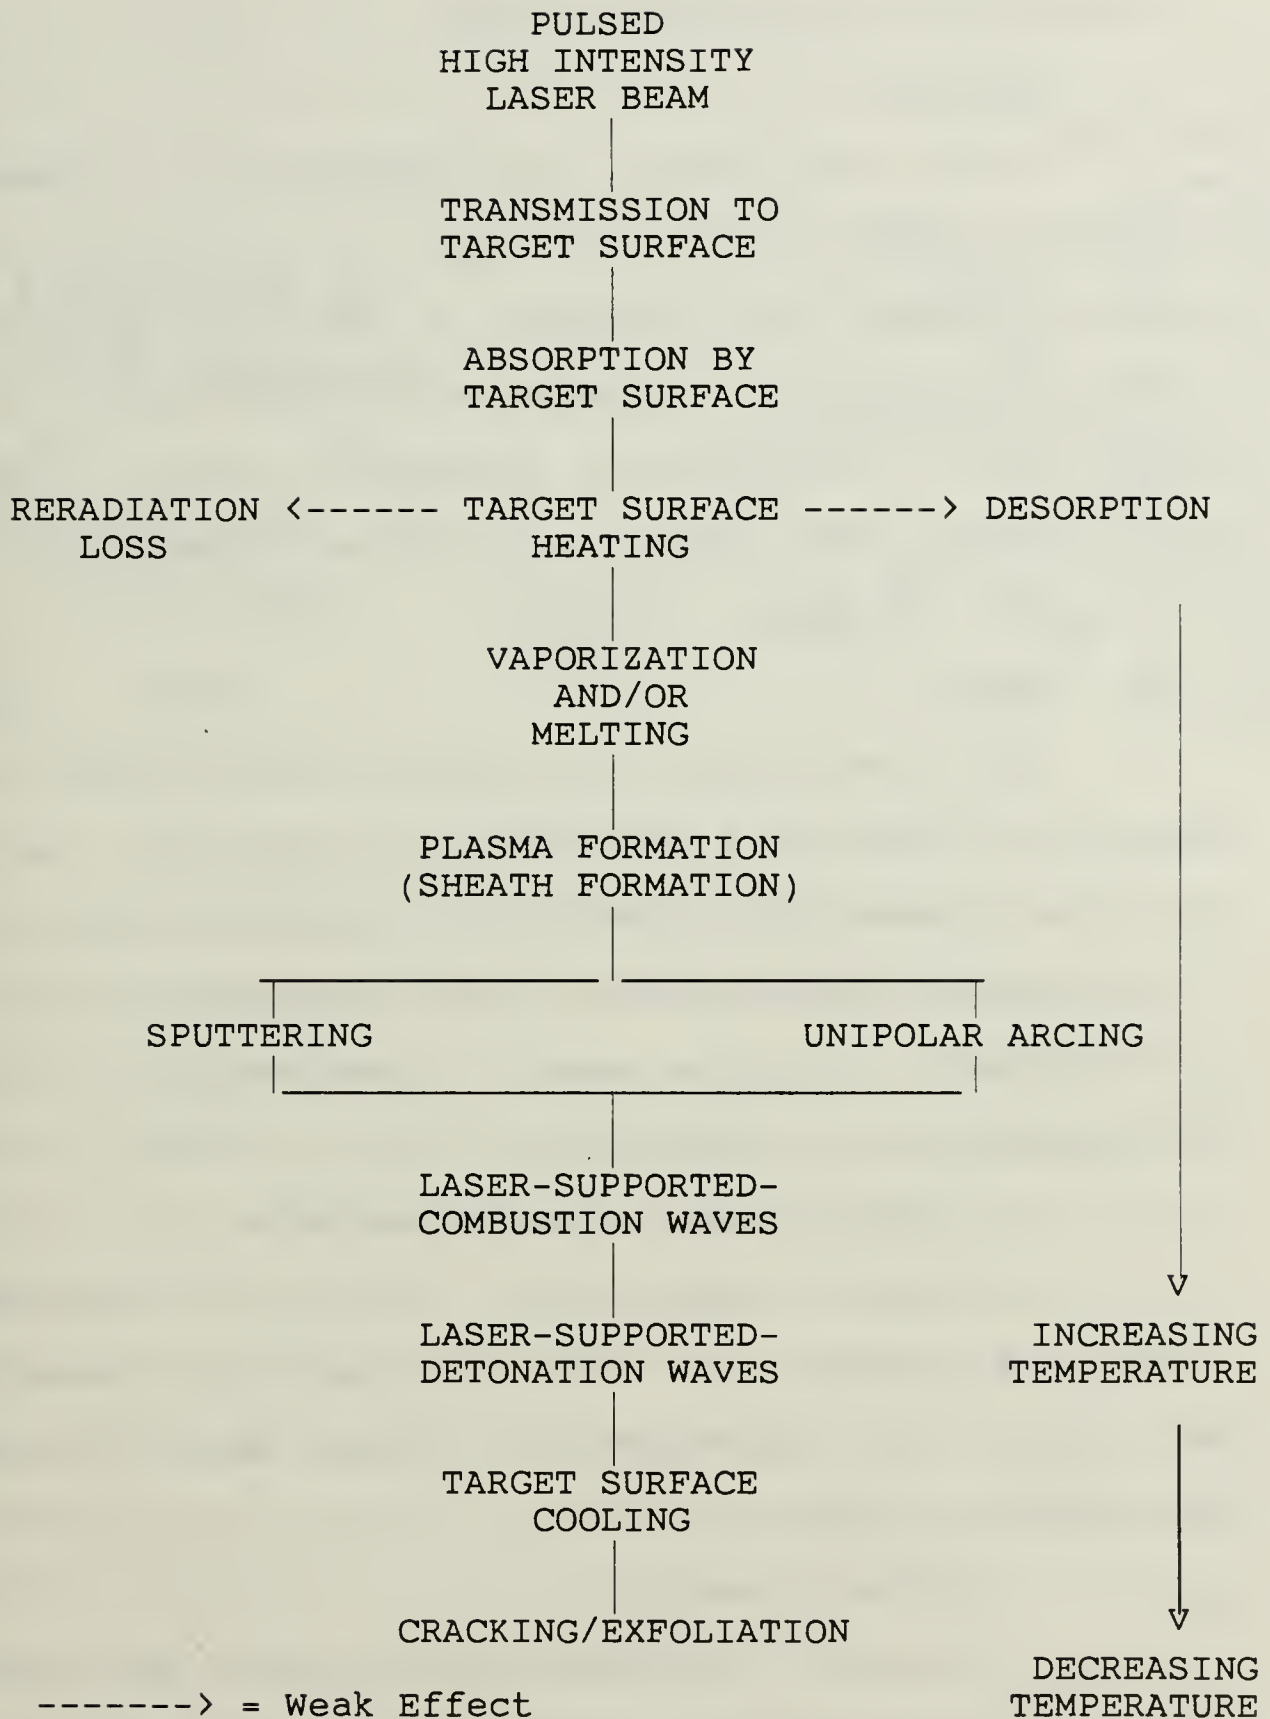 PULSED
HIGH INTENSITY
LASER BEAM
TRANSMISSION TO
TARGET SURFACE
ABSORPTION BY
TARGET SURFACE
RERADIATION <------ TARGET SURFACE ------> DESORPTION
LOSS HEATING
VAPORIZATION
AND/OR
MELTING
PLASMA FORMATION
(SHEATH FORMATION)
SPUTTERING UNIPOLAR ARCING
LASER-SUPPORTED-
COMBUSTION WAVES
LASER-SUPPORTED- INCREASING
DETONATION WAVES TEMPERATURE
TARGET SURFACE
COOLING
CRACKING/EXFOLIATION
DECREASING
-------> = Weak Effect TEMPERATURE